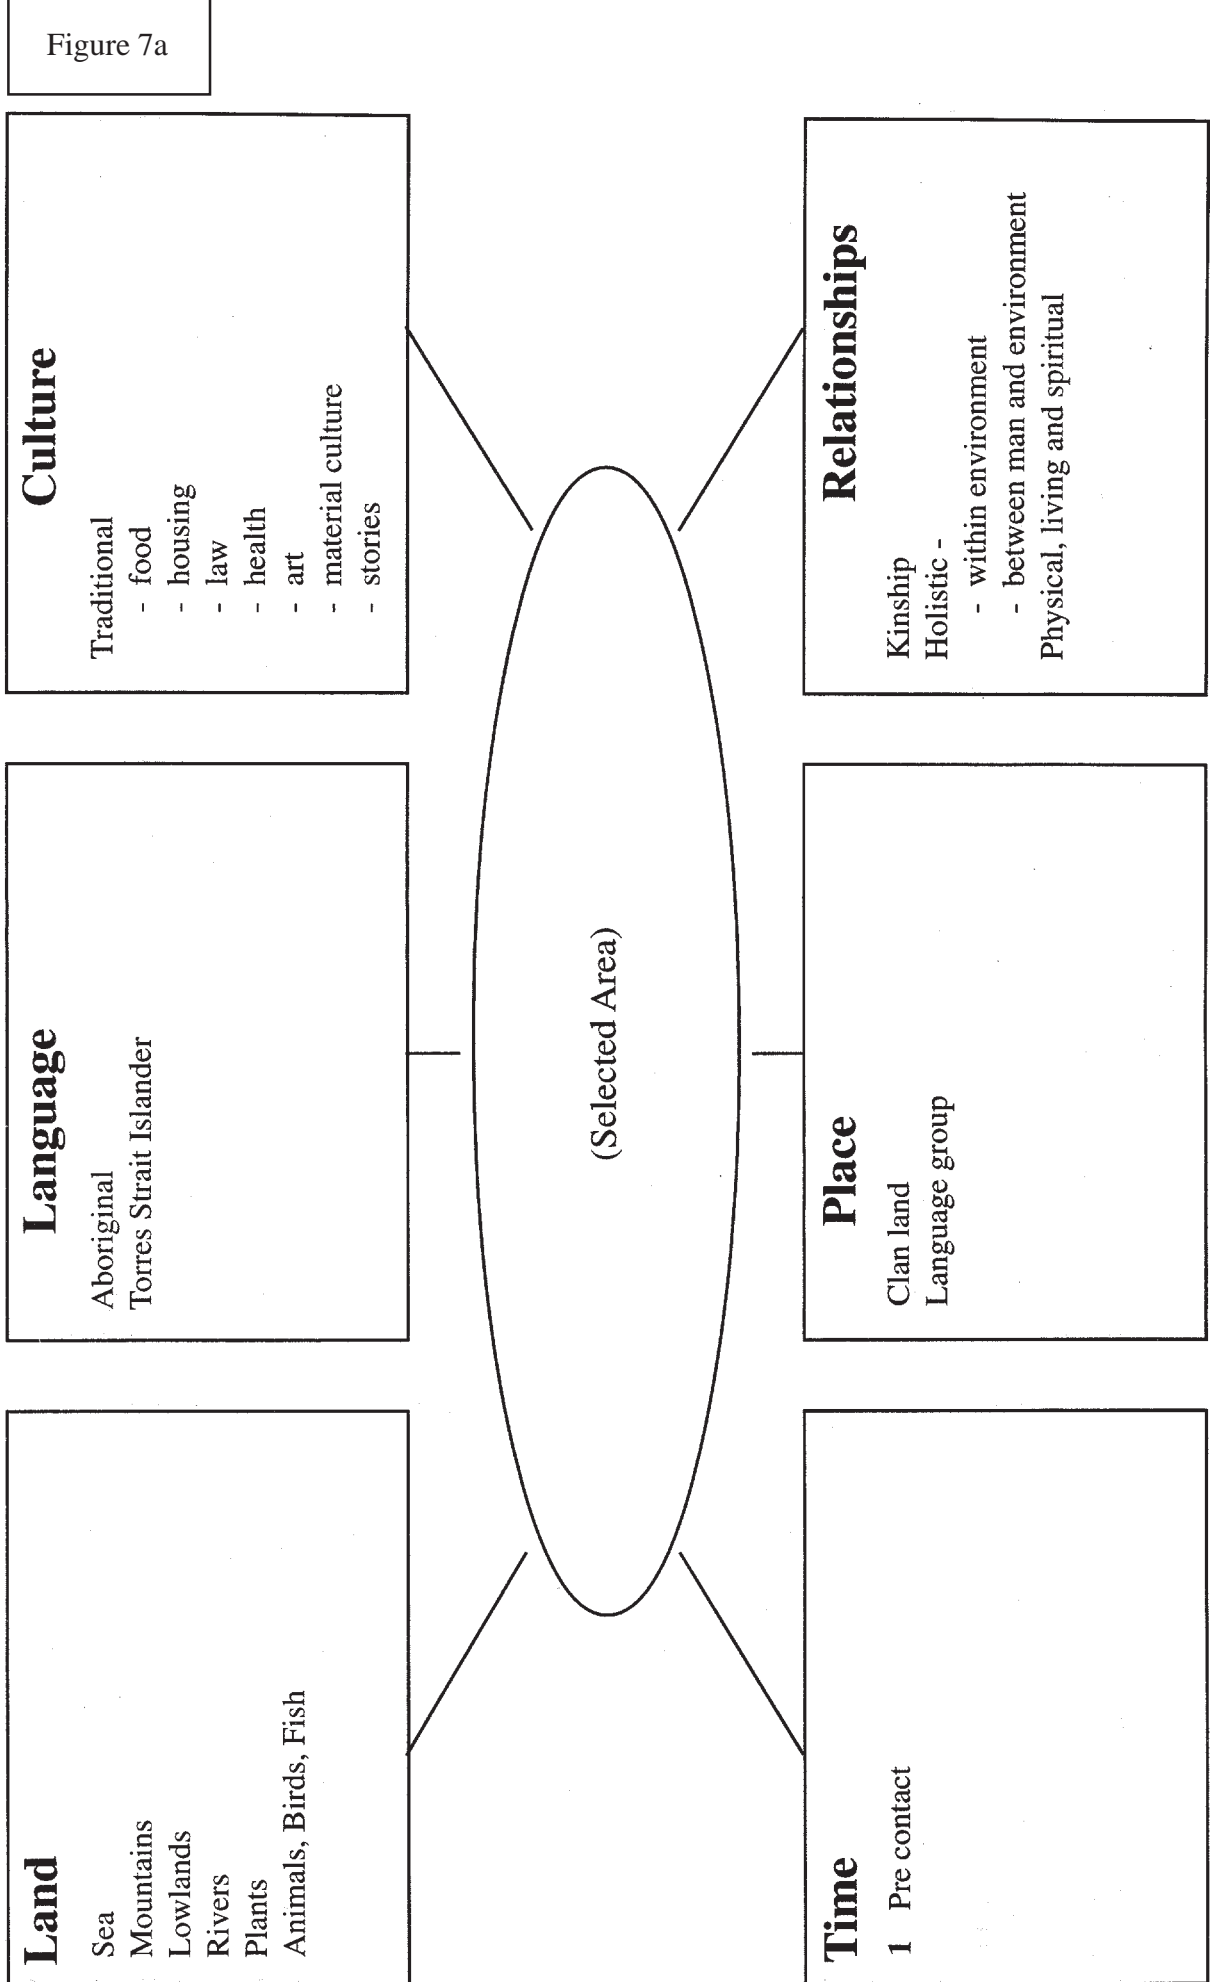 Figure 7a
Land
Sea
Mountains
Lowlands
Rivers
Plants
Animals, Birds, Fish
Language
Aboriginal
Torres Strait Islander
Culture
Traditional
- food
- housing
- law
- health
- art
- material culture
- stories
(Selected Area)
Time
1 Pre contact
Place
Clan land
Language group
Relationships
Kinship
Holistic -
- within environment
- between man and environment
Physical, living and spiritual